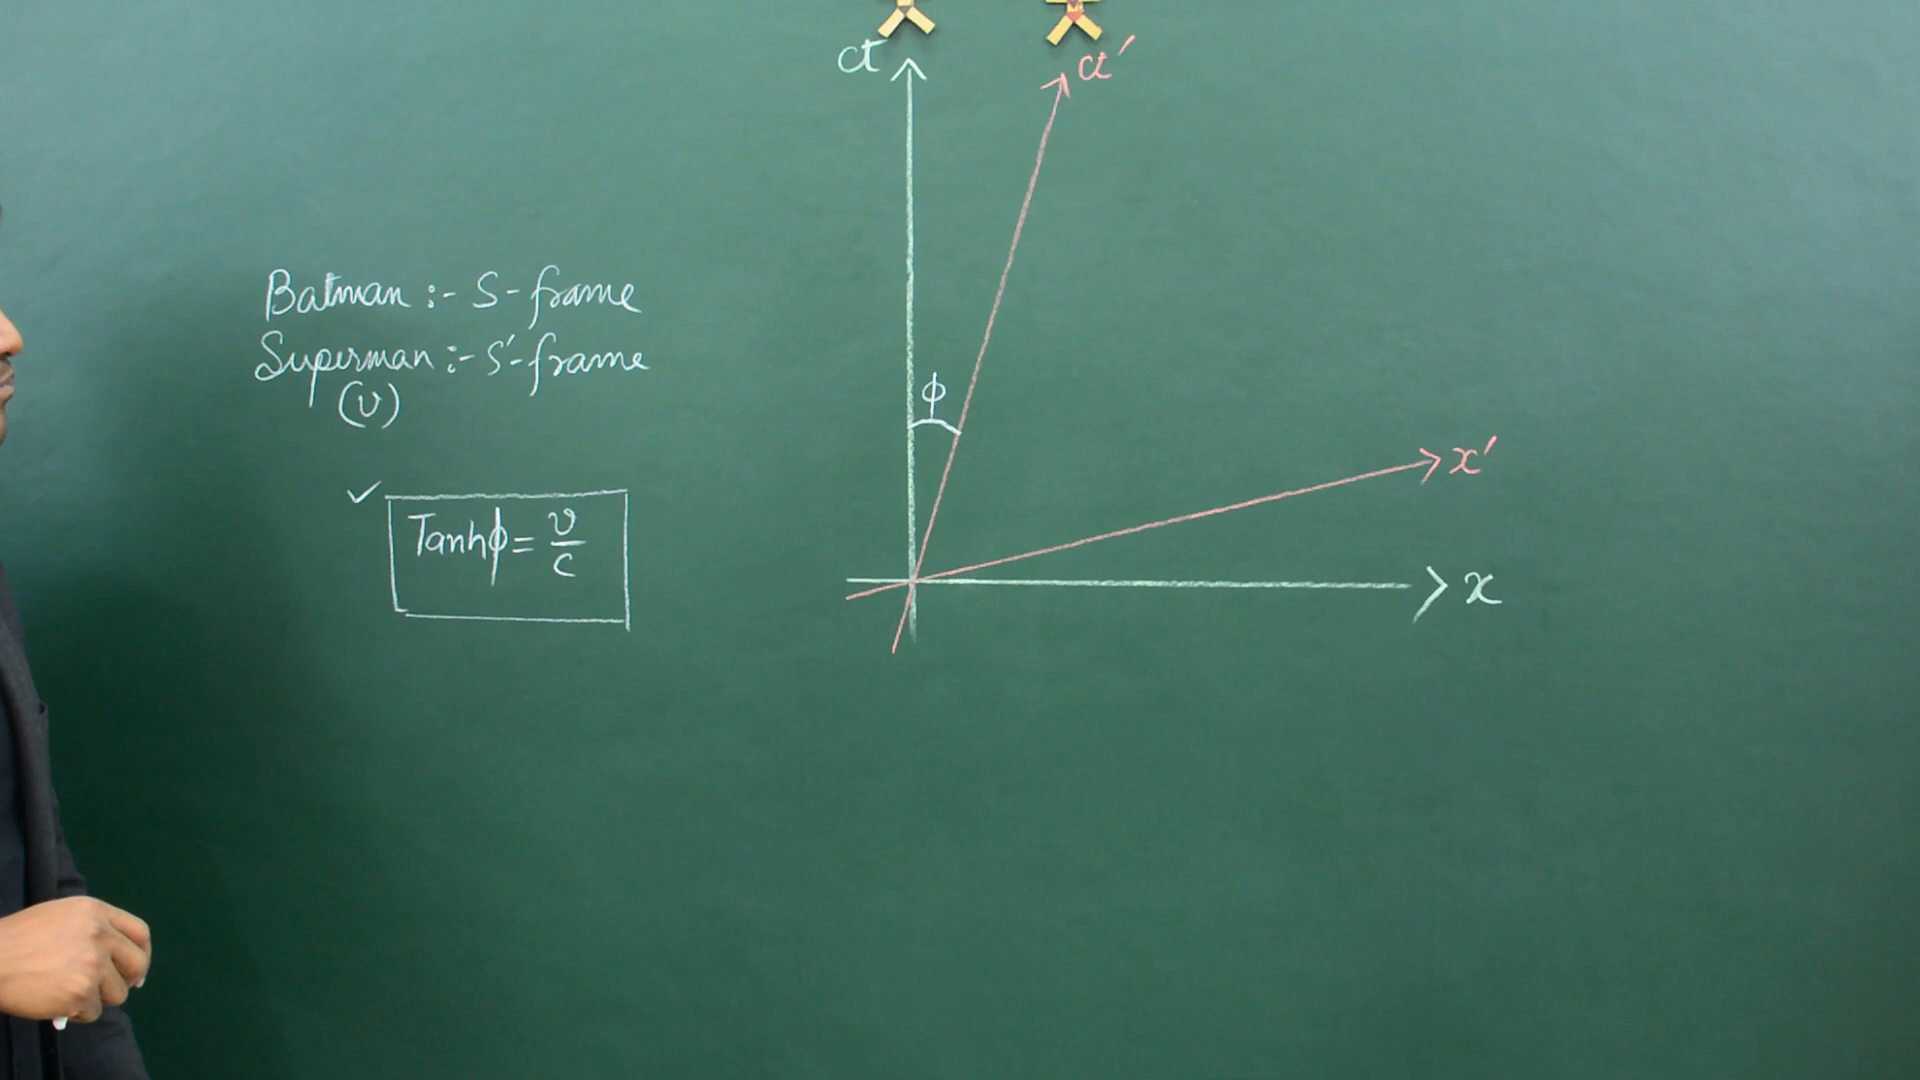 ct
ct'
Batman :- S-frame
Superman :- S'-frame
(v)
ϕ
x'
✓ Tanhϕ = v/c
x